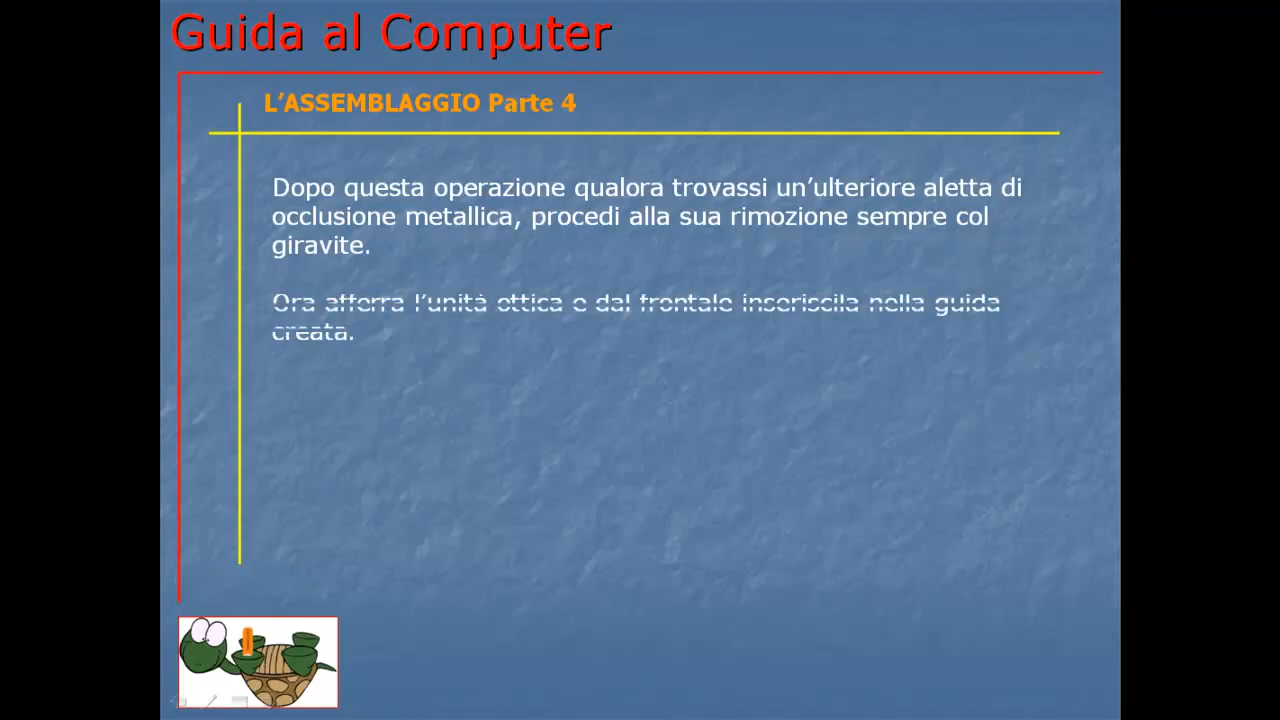 Guida al Computer
L’ASSEMBLAGGIO Parte 4
Dopo questa operazione qualora trovassi un’ulteriore aletta di
occlusione metallica, procedi alla sua rimozione sempre col
giravite.
Ora afferra l’unità ottica e dal frontale inseriscila nella guida
creata.